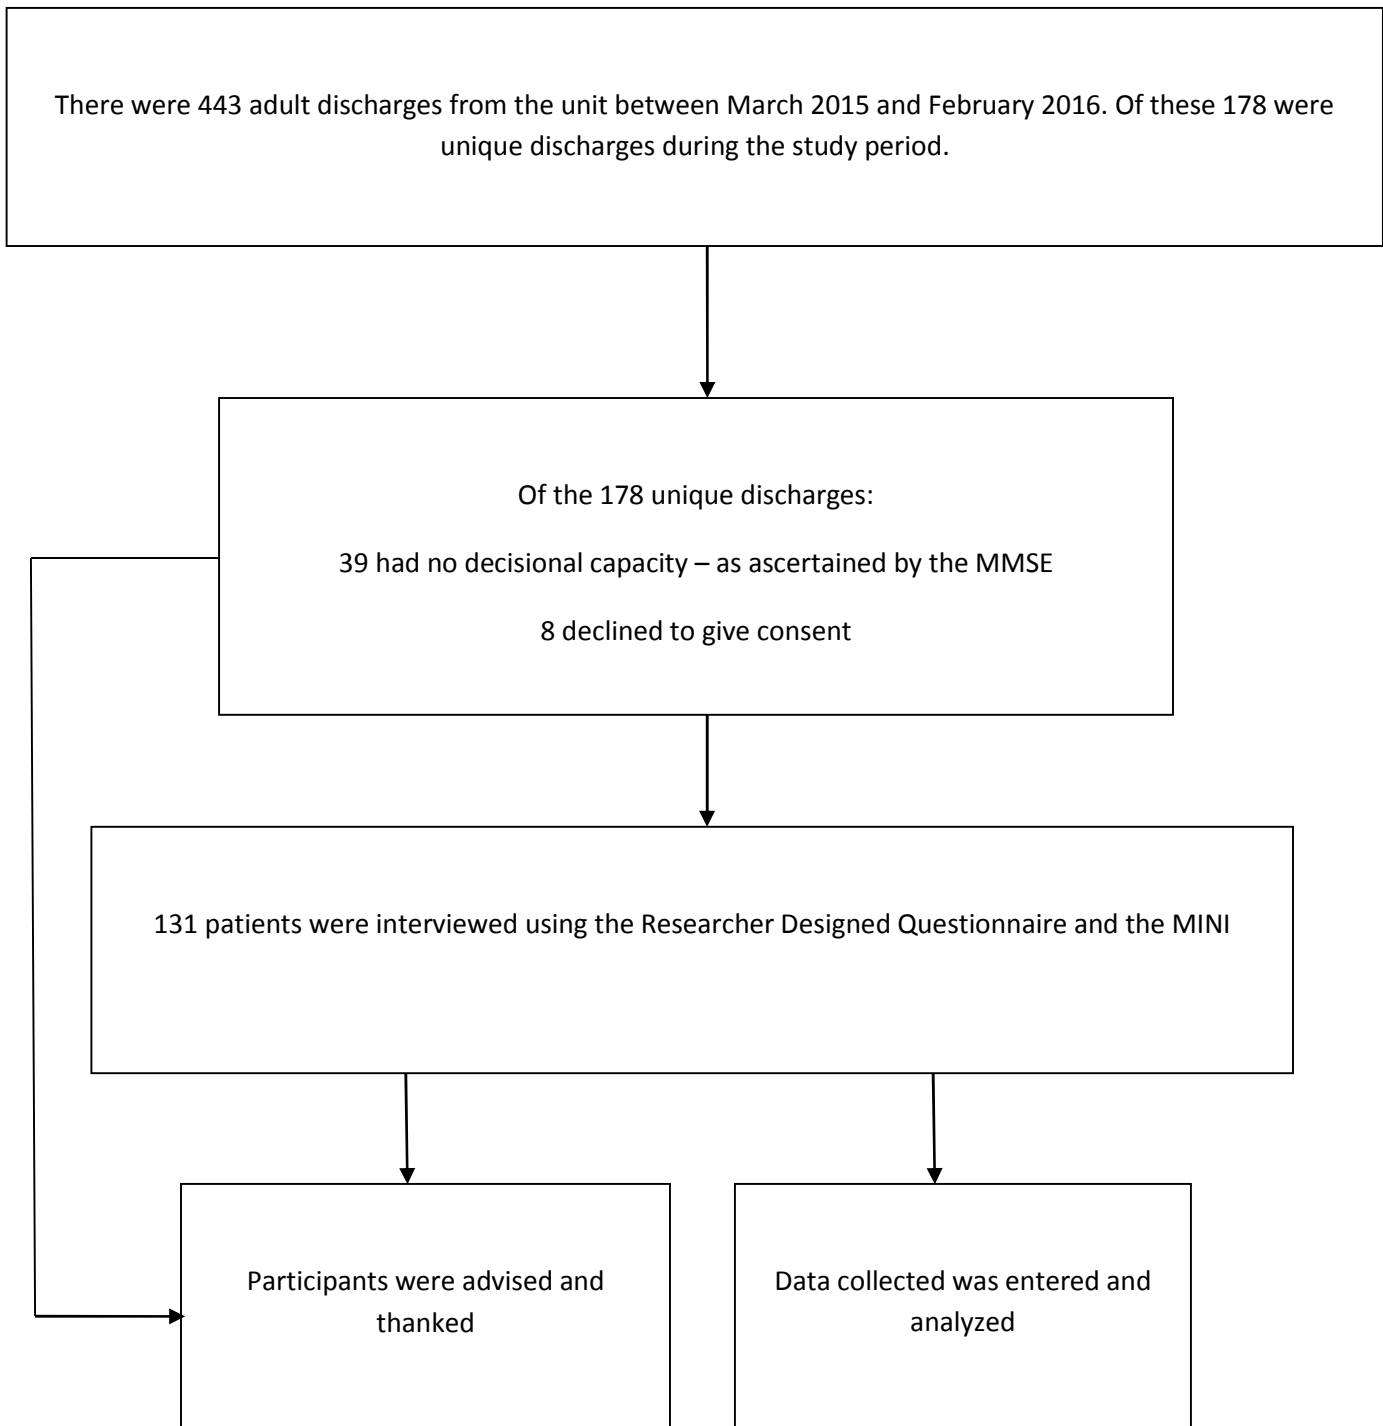 There were 443 adult discharges from the unit between March 2015 and February 2016. Of these 178 were
unique discharges during the study period.
Of the 178 unique discharges:
39 had no decisional capacity – as ascertained by the MMSE
8 declined to give consent
131 patients were interviewed using the Researcher Designed Questionnaire and the MINI
Participants were advised and
thanked
Data collected was entered and
analyzed